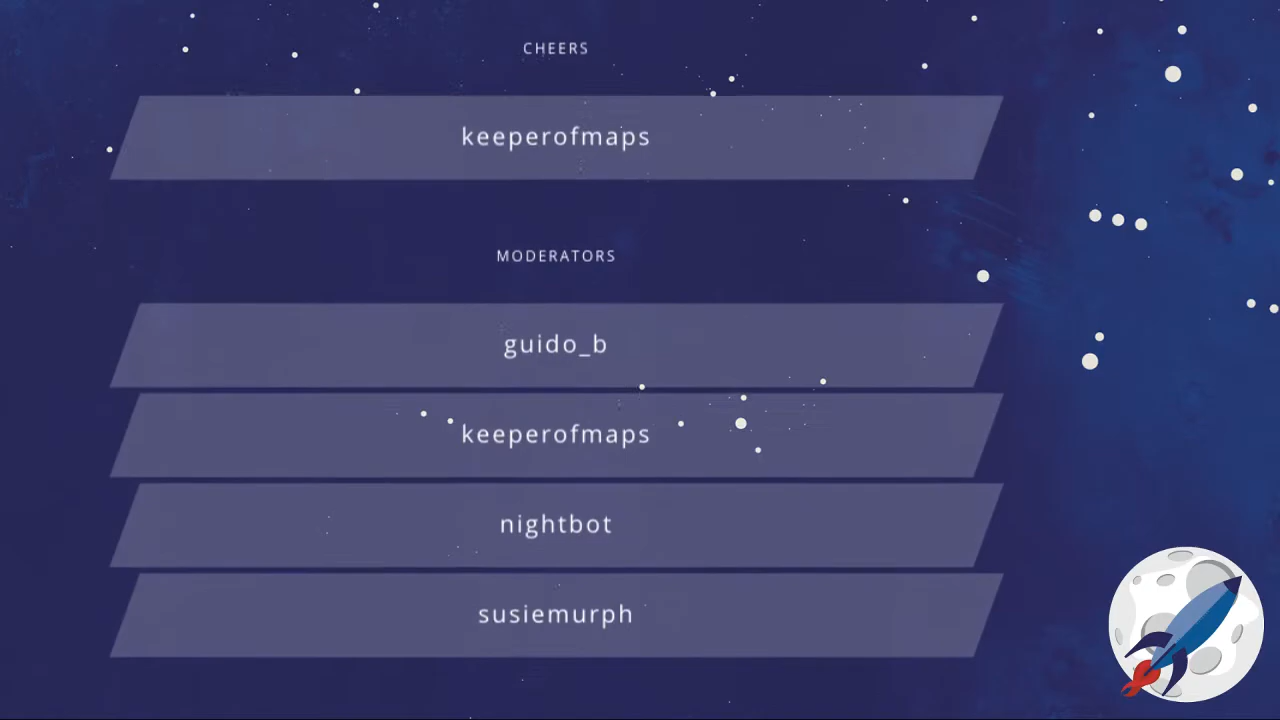 CHEERS
keeperofmaps
MODERATORS
guido_b
keeperofmaps
nightbot
susiemurph